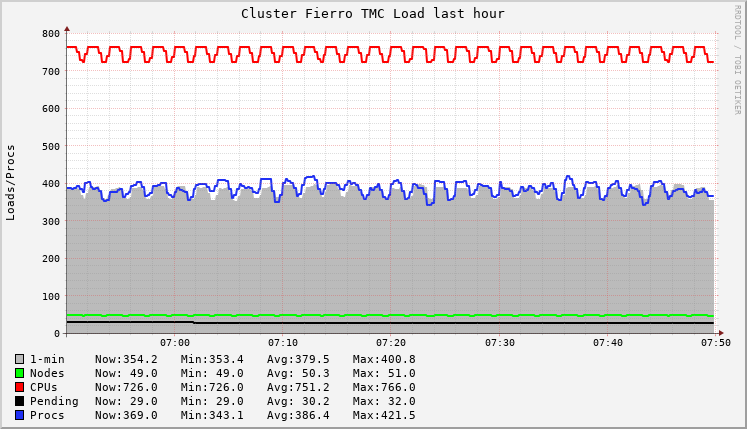 Cluster Fierro TMC Load last hour
RRDTOOL / TOBI OETIKER
Loads/Procs
800
700
600
500
400
300
200
100
0
07:00 07:10 07:20 07:30 07:40 07:50
1-min Now:354.2 Min:353.4 Avg:379.5 Max:400.8
Nodes Now: 49.0 Min: 49.0 Avg: 50.3 Max: 51.0
CPUs Now:726.0 Min:726.0 Avg:751.2 Max:766.0
Pending Now: 29.0 Min: 29.0 Avg: 30.2 Max: 32.0
Procs Now:369.0 Min:343.1 Avg:386.4 Max:421.5